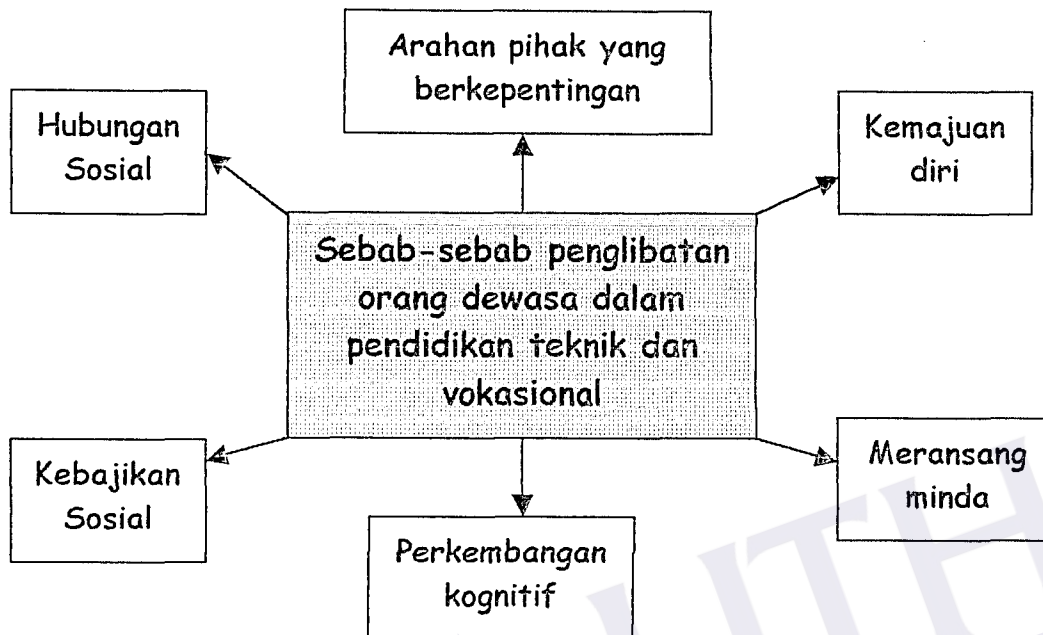 Arahan pihak yang
berkepentingan
Hubungan
Sosial
Kemajuan
diri
Sebab-sebab penglibatan
orang dewasa dalam
pendidikan teknik dan
vokasional
Kebajikan
Sosial
Meransang
minda
Perkembangan
kognitif
UTH